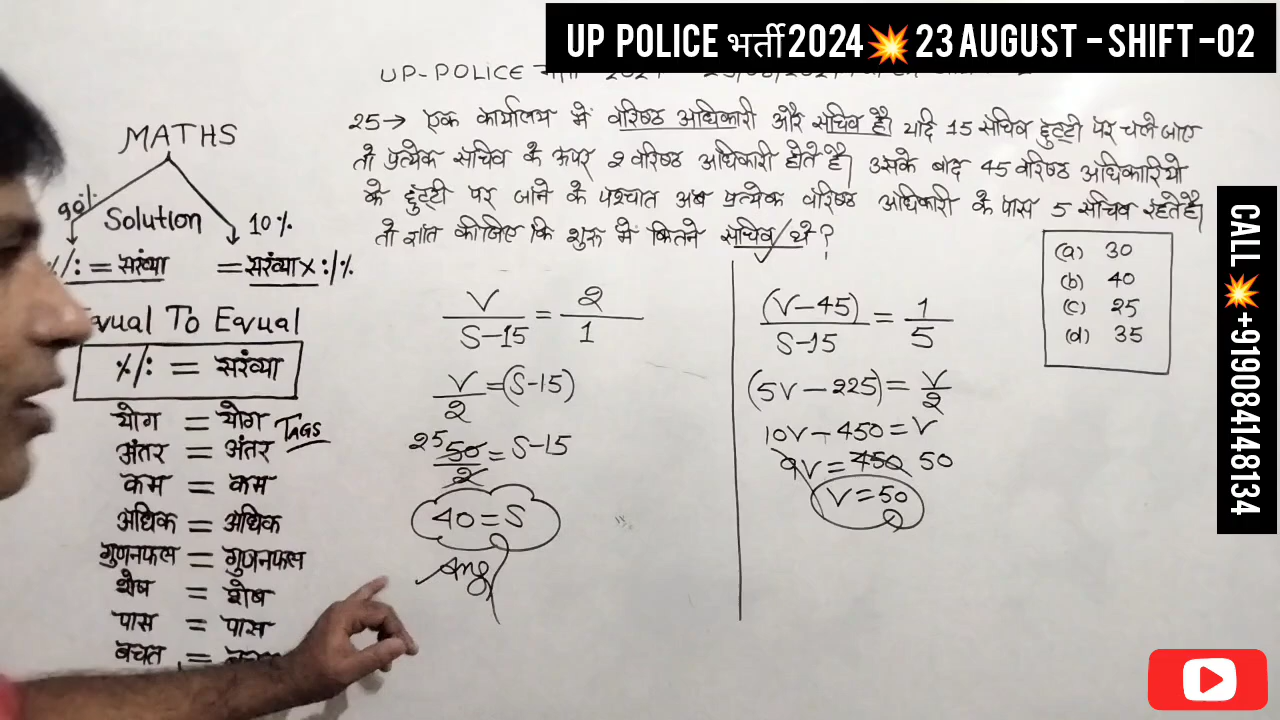 UP POLICE भर्ती 2024💥 23 AUGUST - SHIFT -02
UP-POLICE
25→ एक कार्यालय में वरिष्ठ अधिकारी और सचिव है। यदि 15 सचिव छुट्टी पर चले जाए
तो प्रत्येक सचिव के ऊपर 2 वरिष्ठ अधिकारी होते है। उसके बाद 45 वरिष्ठ अधिकारियो
के छुट्टी पर जाने के पश्चात अब प्रत्येक वरिष्ठ अधिकारी के पास 5 सचिव रहते है।
तो ज्ञात कीजिए कि शुरू में कितने सचिव थे?
(a) 30
(b) 40
(c) 25
(d) 35
MATHS
90%
Solution
10%
%/: = संख्या
= संख्या × :/%
Equal To Equal
%/: = संख्या
योग = योग
TAGS
अंतर = अंतर
कम = कम
अधिक = अधिक
गुणनफल = गुणनफल
शेष = शेष
पास = पास
बचत =
V/S-15 = 2/1
V/2 = (S-15)
25 50/2 = S-15
40 = S
Ans
(V-45)/S-15 = 1/5
(5V-225) = V/2
10V-450 = V
9V = 450 50
V = 50
CALL 💥 +919084148134